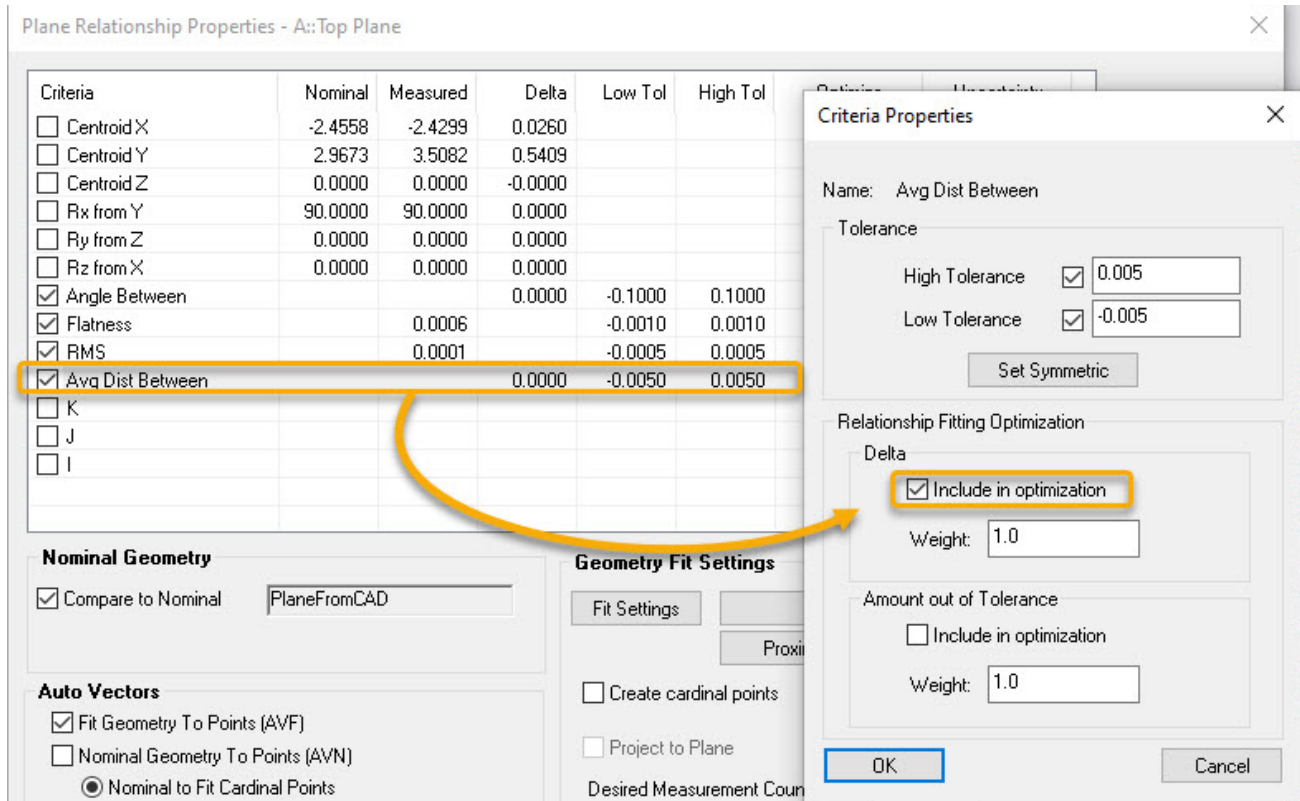 Plane Relationship Properties - A::Top Plane
Criteria Nominal Measured Delta Low Tol High Tol
Centroid X -2.4558 -2.4299 0.0260
Centroid Y 2.9673 3.5082 0.5409
Centroid Z 0.0000 0.0000 -0.0000
Rx from Y 90.0000 90.0000 0.0000
Ry from Z 0.0000 0.0000 0.0000
Rz from X 0.0000 0.0000 0.0000
Angle Between 0.0000 -0.1000 0.1000
Flatness 0.0006 -0.0010 0.0010
RMS 0.0001 -0.0005 0.0005
Avg Dist Between 0.0000 -0.0050 0.0050
K
J
I
Nominal Geometry
Compare to Nominal PlaneFromCAD
Auto Vectors
Fit Geometry To Points (AVF)
Nominal Geometry To Points (AVN)
Nominal to Fit Cardinal Points
Geometry Fit Settings
Fit Settings
Proxi
Create cardinal points
Project to Plane
Desired Measurement Coun
Criteria Properties
Name: Avg Dist Between
Tolerance
High Tolerance 0.005
Low Tolerance -0.005
Set Symmetric
Relationship Fitting Optimization
Delta
Include in optimization
Weight: 1.0
Amount out of Tolerance
Include in optimization
Weight: 1.0
OK Cancel